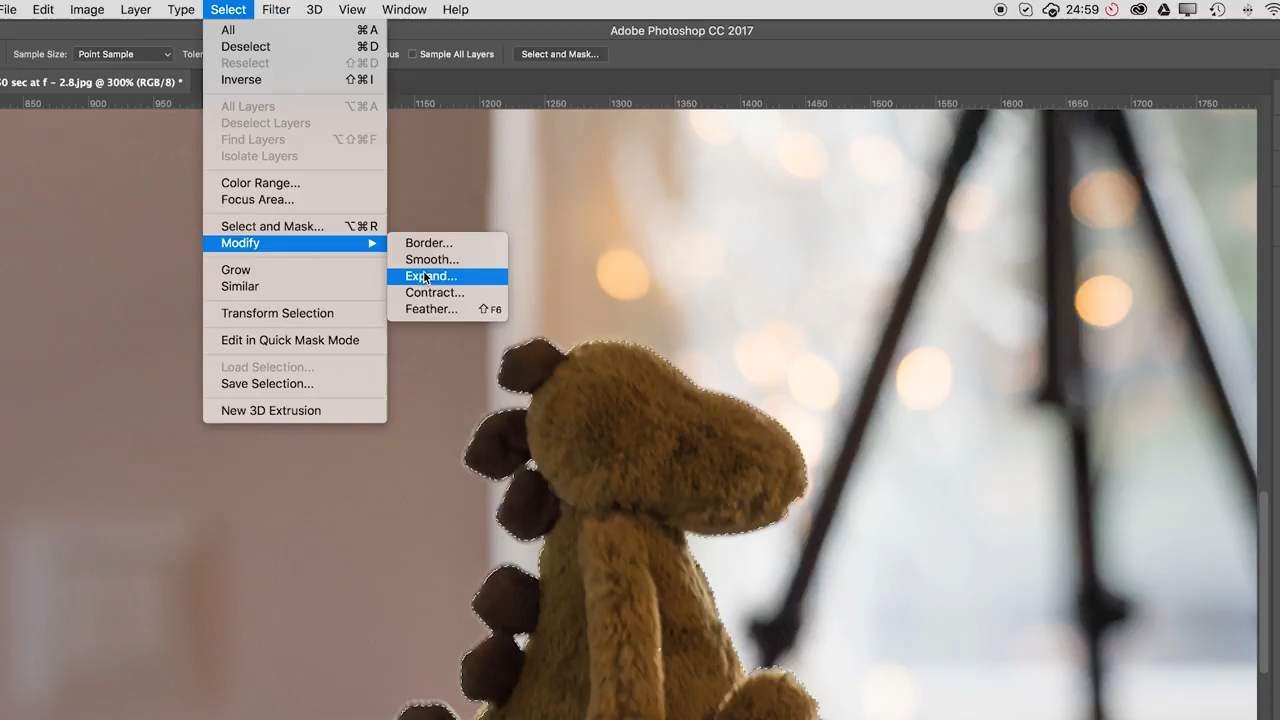 File Edit Image Layer Type Select Filter 3D View Window Help 24:59
Adobe Photoshop CC 2017
Sample Size: Point Sample Sample All Layers Select and Mask...
0 sec at f - 2.8.jpg @ 300% (RGB/8) *
850 900 950 1150 1200 1250 1300 1350 1400 1450 1500 1550 1600 1650 1700 1750
All ⌘A
Deselect ⌘D
Reselect ⇧⌘D
Inverse ⇧⌘I
All Layers ⌥⌘A
Deselect Layers
Find Layers ⌥⇧⌘F
Isolate Layers
Color Range...
Focus Area...
Select and Mask... ⌥⌘R
Modify
Grow
Similar
Transform Selection
Edit in Quick Mask Mode
Load Selection...
Save Selection...
New 3D Extrusion
Border...
Smooth...
Expand...
Contract...
Feather... ⇧F6